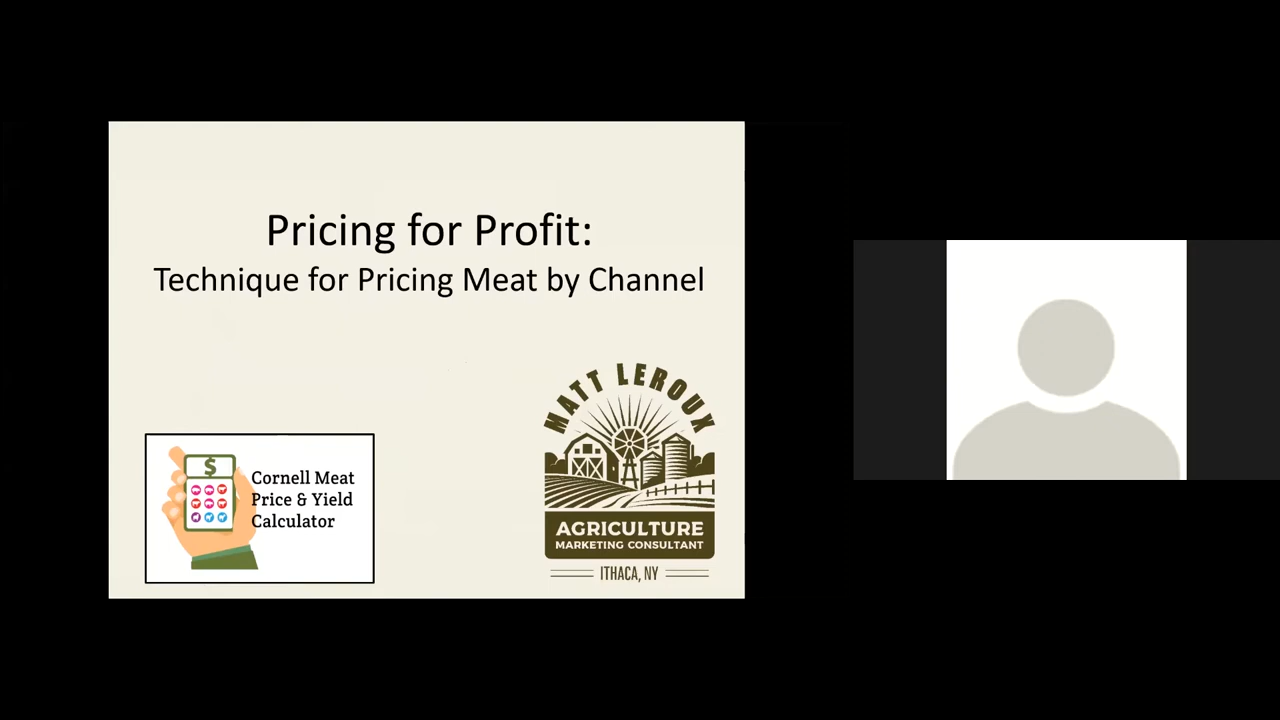 Pricing for Profit:
Technique for Pricing Meat by Channel
$
Cornell Meat
Price & Yield
Calculator
MATT LEROUX
AGRICULTURE
MARKETING CONSULTANT
ITHACA, NY